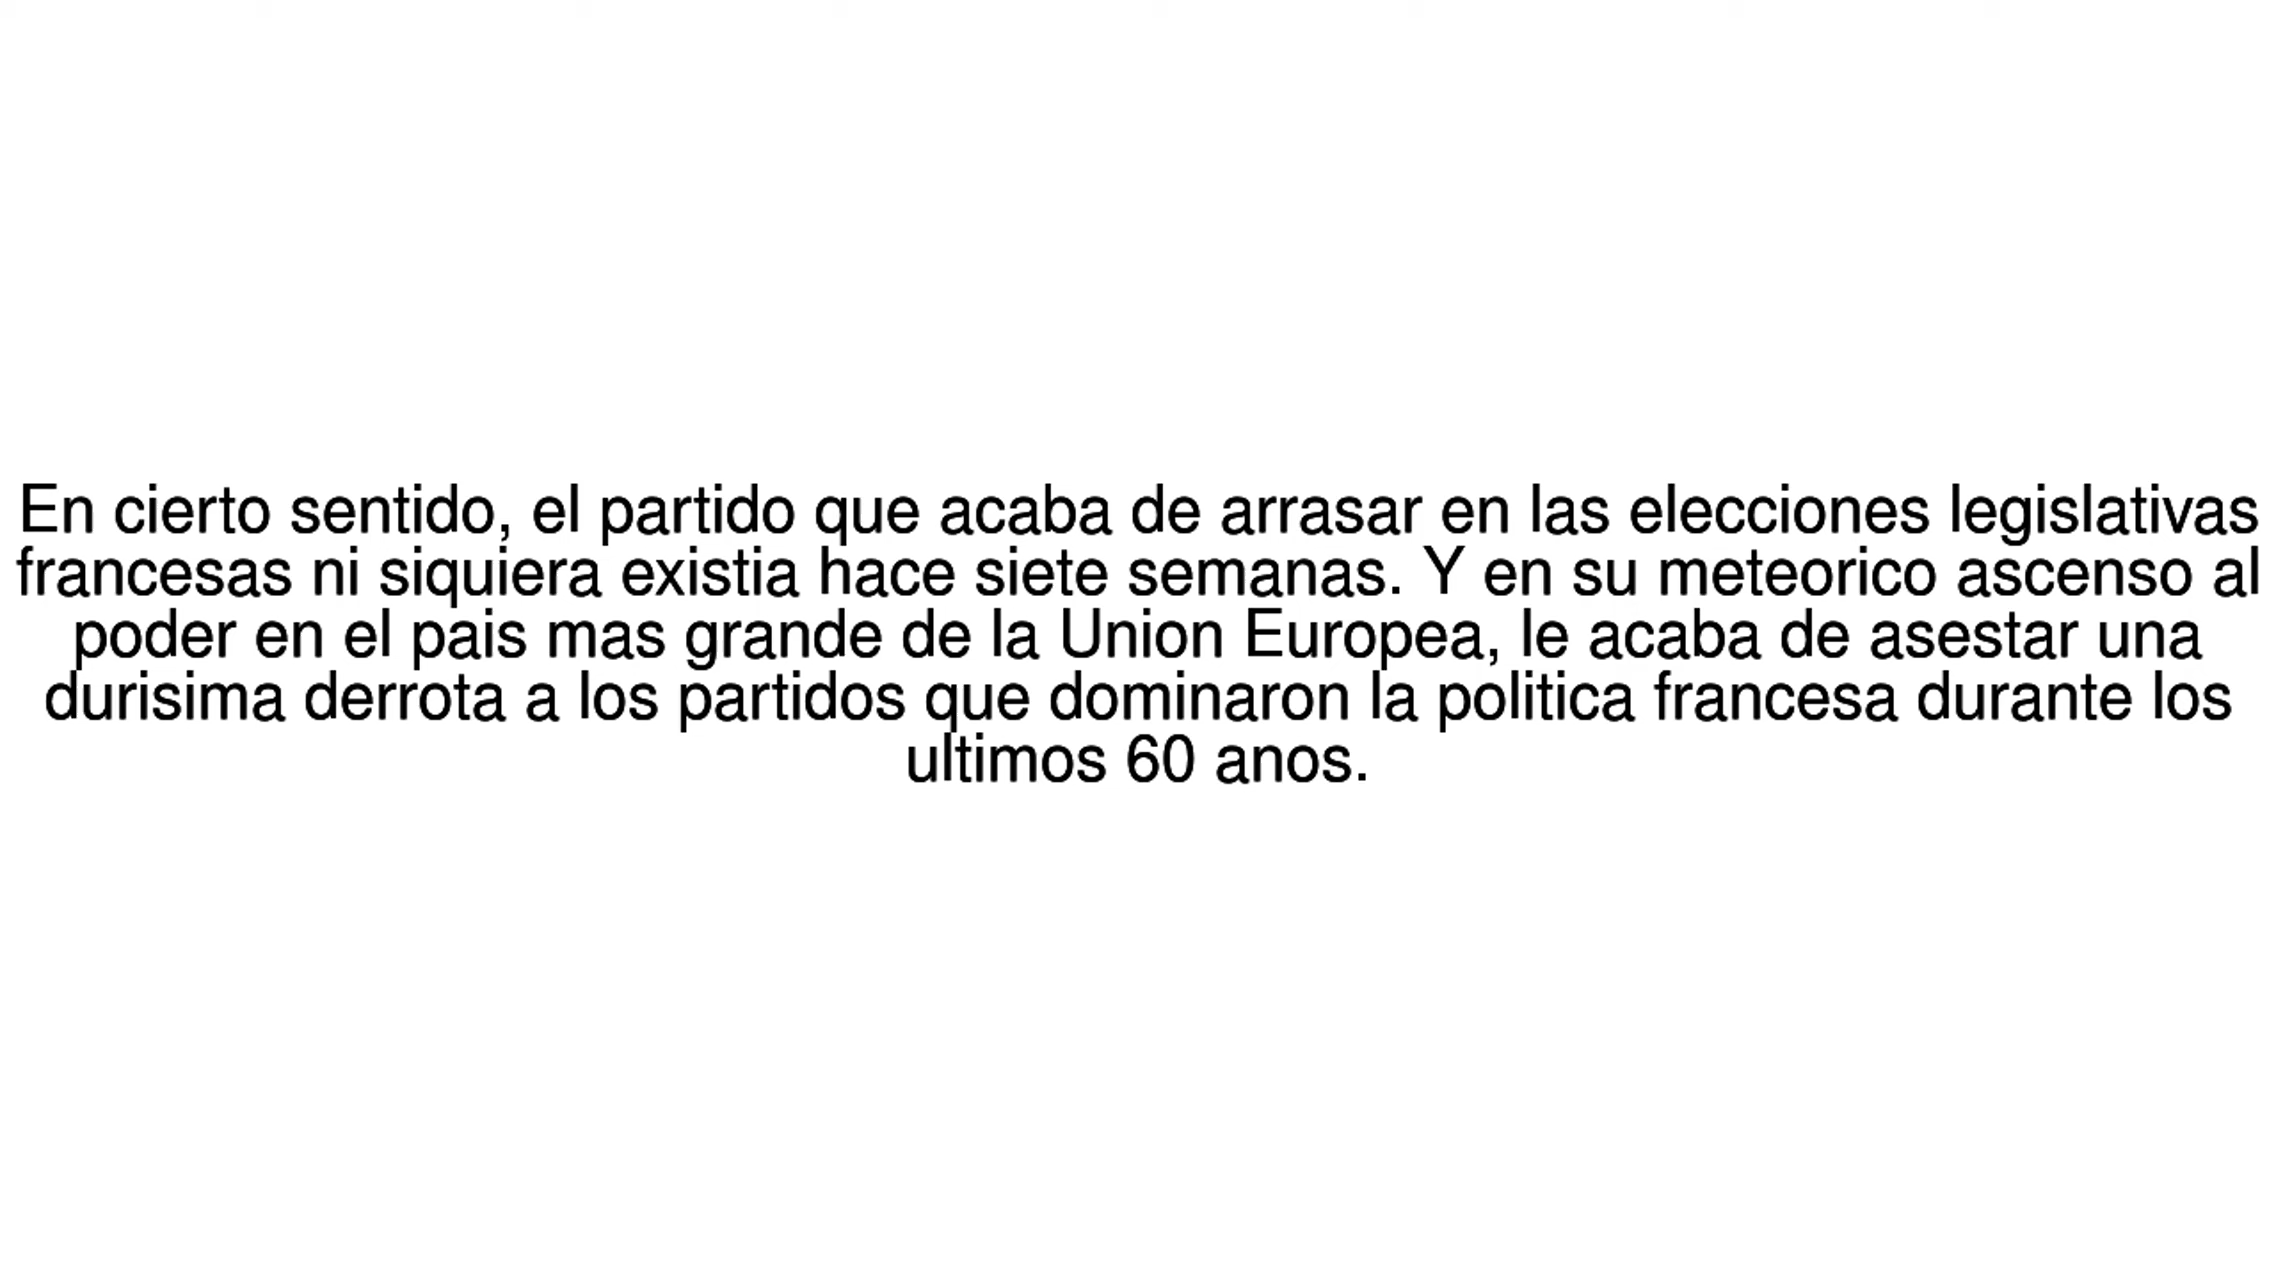 En cierto sentido, el partido que acaba de arrasar en las elecciones legislativas
francesas ni siquiera existia hace siete semanas. Y en su meteorico ascenso al
poder en el pais mas grande de la Union Europea, le acaba de asestar una
durisima derrota a los partidos que dominaron la politica francesa durante los
ultimos 60 anos.